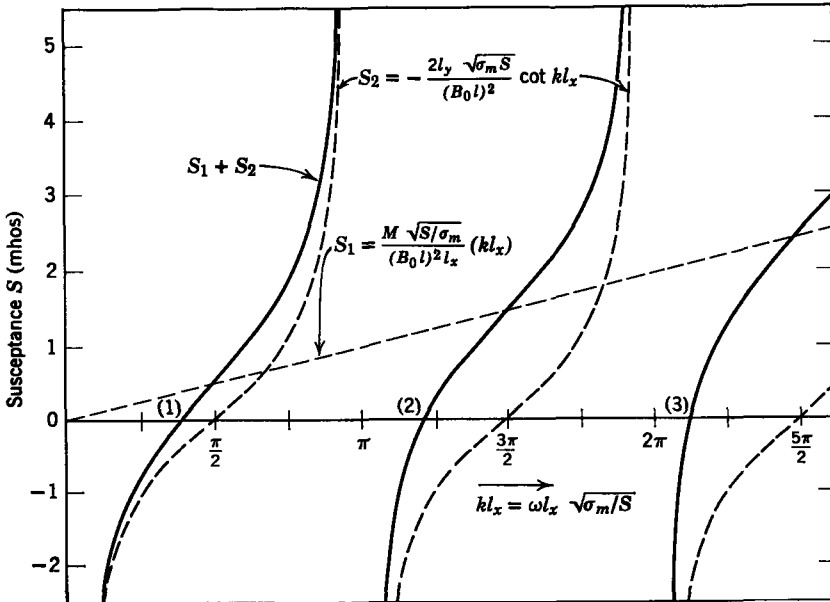 5
4
3
2
1
0
−1
−2
Susceptance S (mhos)
S₂ = − 2l_y √σ_m S / (B₀l)² cot kl_x
S₁ + S₂
S₁ = M √S/σ_m / (B₀l)² l_x (kl_x)
(1)
(2)
(3)
π/2
π
3π/2
2π
5π/2
kl_x = ωl_x √σ_m/S